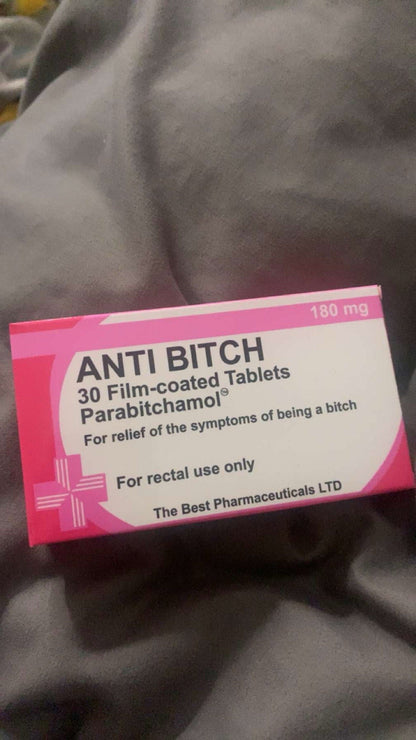 180 mg
ANTI BITCH
30 Film-coated Tablets
Parabitchamol
For relief of the symptoms of being a bitch
For rectal use only
The Best Pharmaceuticals LTD